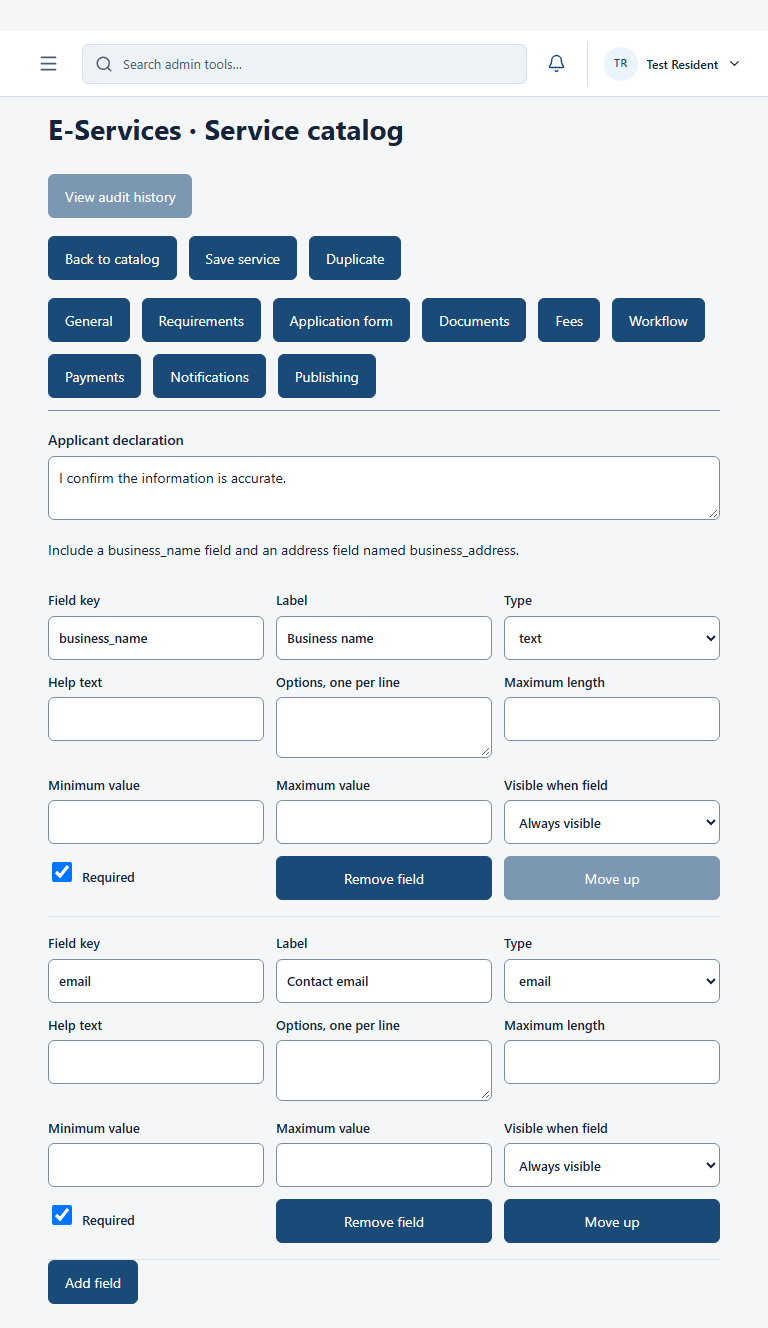 Search admin tools...
TR
Test Resident
E-Services · Service catalog
View audit history
Back to catalog
Save service
Duplicate
General
Requirements
Application form
Documents
Fees
Workflow
Payments
Notifications
Publishing
Applicant declaration
I confirm the information is accurate.
Include a business_name field and an address field named business_address.
Field key
Label
Type
business_name
Business name
text
Help text
Options, one per line
Maximum length
Minimum value
Maximum value
Visible when field
Always visible
Required
Remove field
Move up
Field key
Label
Type
email
Contact email
email
Help text
Options, one per line
Maximum length
Minimum value
Maximum value
Visible when field
Always visible
Required
Remove field
Move up
Add field